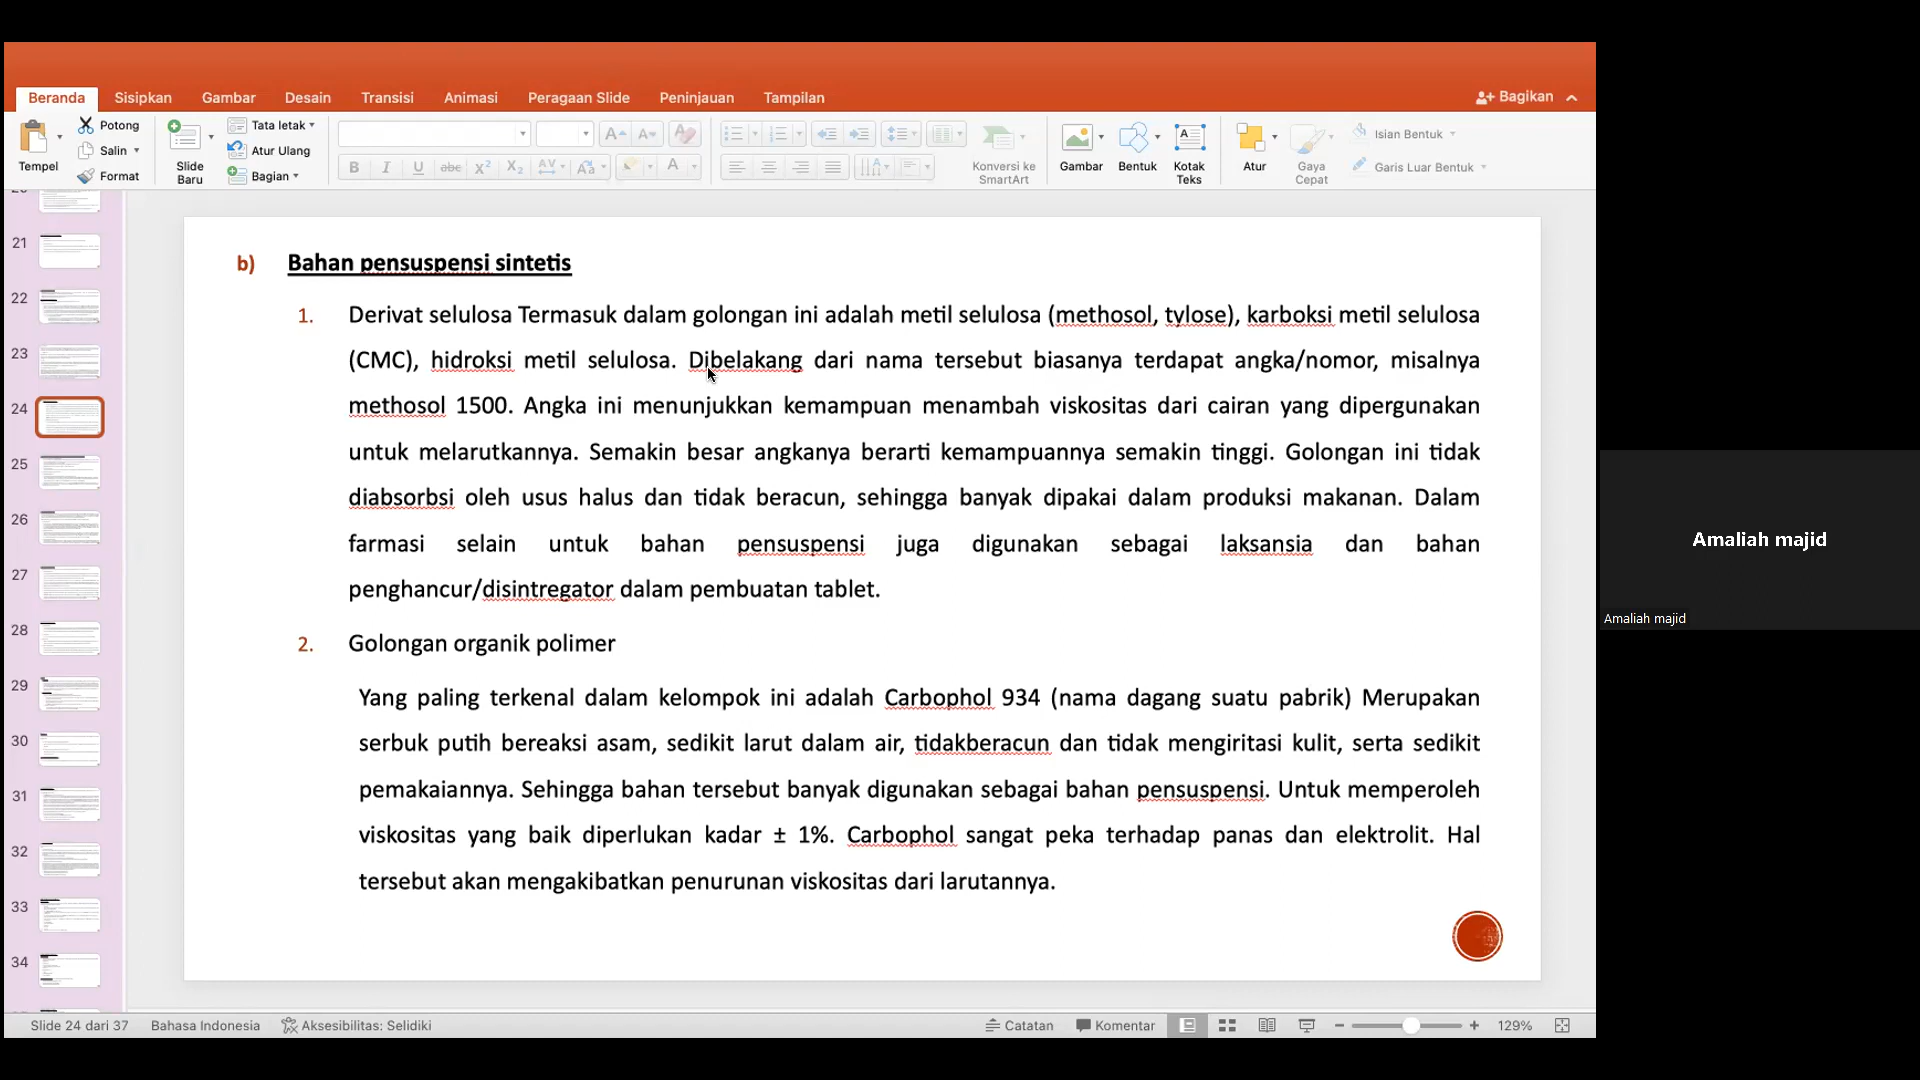 Beranda Sisipkan Gambar Desain Transisi Animasi Peragaan Slide Peninjauan Tampilan Bagikan
Tempel
Potong
Salin
Format
Slide Baru
Tata letak
Atur Ulang
Bagian
Konversi ke SmartArt
Gambar
Bentuk
Kotak Teks
Atur
Gaya Cepat
Isian Bentuk
Garis Luar Bentuk
21
22
23
24
25
26
27
28
29
30
31
32
33
34
b) Bahan pensuspensi sintetis
1. Derivat selulosa Termasuk dalam golongan ini adalah metil selulosa (methosol, tylose), karboksi metil selulosa
(CMC), hidroksi metil selulosa. Dibelakang dari nama tersebut biasanya terdapat angka/nomor, misalnya
methosol 1500. Angka ini menunjukkan kemampuan menambah viskositas dari cairan yang dipergunakan
untuk melarutkannya. Semakin besar angkanya berarti kemampuannya semakin tinggi. Golongan ini tidak
diabsorbsi oleh usus halus dan tidak beracun, sehingga banyak dipakai dalam produksi makanan. Dalam
farmasi selain untuk bahan pensuspensi juga digunakan sebagai laksansia dan bahan
penghancur/disintregator dalam pembuatan tablet.
2. Golongan organik polimer
Yang paling terkenal dalam kelompok ini adalah Carbophol 934 (nama dagang suatu pabrik) Merupakan
serbuk putih bereaksi asam, sedikit larut dalam air, tidakberacun dan tidak mengiritasi kulit, serta sedikit
pemakaiannya. Sehingga bahan tersebut banyak digunakan sebagai bahan pensuspensi. Untuk memperoleh
viskositas yang baik diperlukan kadar ± 1%. Carbophol sangat peka terhadap panas dan elektrolit. Hal
tersebut akan mengakibatkan penurunan viskositas dari larutannya.
Amaliah majid
Amaliah majid
Slide 24 dari 37 Bahasa Indonesia Aksesibilitas: Selidiki Catatan Komentar 129%